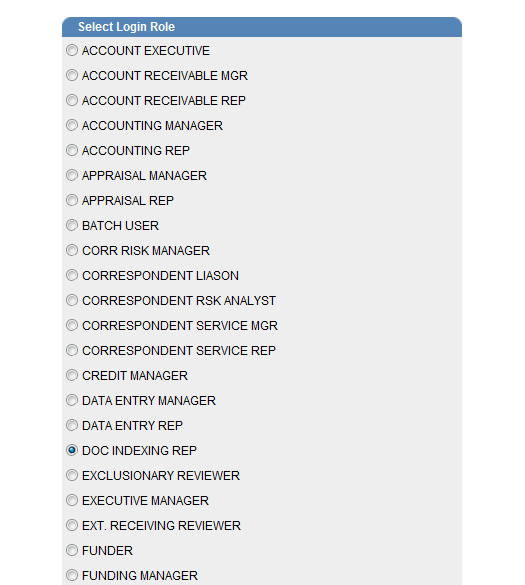 Select Login Role
ACCOUNT EXECUTIVE
ACCOUNT RECEIVABLE MGR
ACCOUNT RECEIVABLE REP
ACCOUNTING MANAGER
ACCOUNTING REP
APPRAISAL MANAGER
APPRAISAL REP
BATCH USER
CORR RISK MANAGER
CORRESPONDENT LIASON
CORRESPONDENT RSK ANALYST
CORRESPONDENT SERVICE MGR
CORRESPONDENT SERVICE REP
CREDIT MANAGER
DATA ENTRY MANAGER
DATA ENTRY REP
DOC INDEXING REP
EXCLUSIONARY REVIEWER
EXECUTIVE MANAGER
EXT. RECEIVING REVIEWER
FUNDER
FUNDING MANAGER